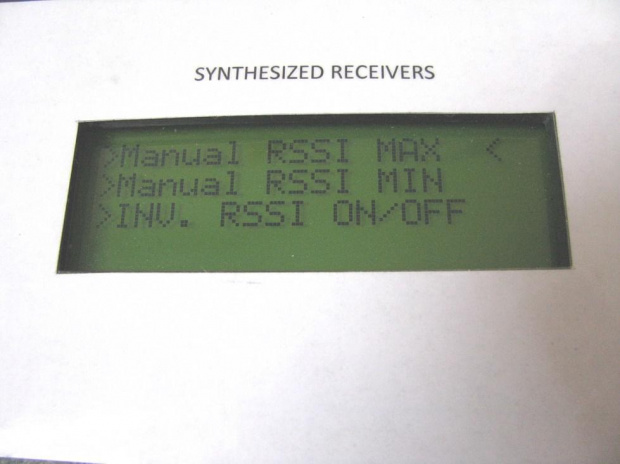 SYNTHESIZED RECEIVERS
>Manual RSSI MAX <
>Manual RSSI MIN
>INV. RSSI ON/OFF